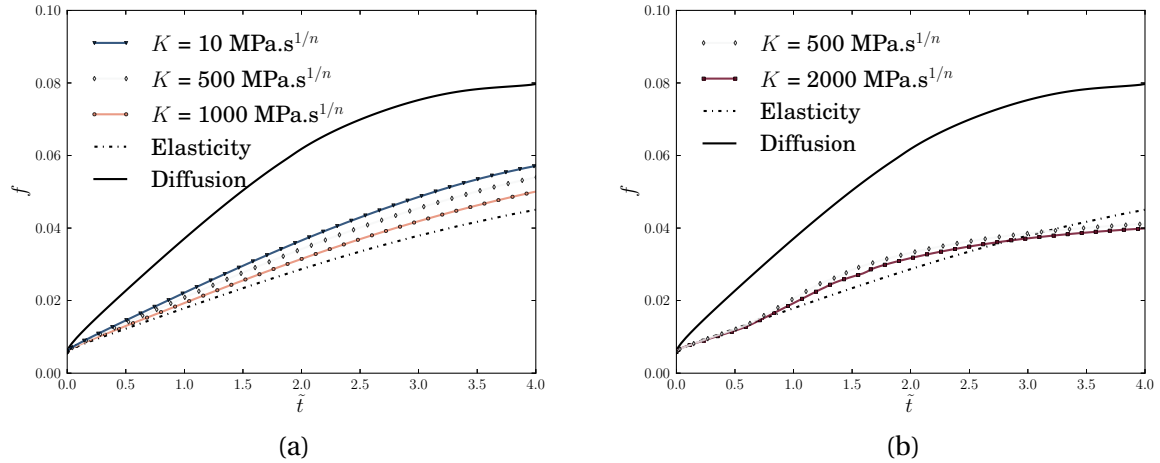 0.10
0.08
0.06
0.04
0.02
0.00
f
K = 10 MPa.s^{1/n}
K = 500 MPa.s^{1/n}
K = 1000 MPa.s^{1/n}
Elasticity
Diffusion
0.0 0.5 1.0 1.5 2.0 2.5 3.0 3.5 4.0
t̃
(a)
0.10
0.08
0.06
0.04
0.02
0.00
f
K = 500 MPa.s^{1/n}
K = 2000 MPa.s^{1/n}
Elasticity
Diffusion
0.0 0.5 1.0 1.5 2.0 2.5 3.0 3.5 4.0
t̃
(b)